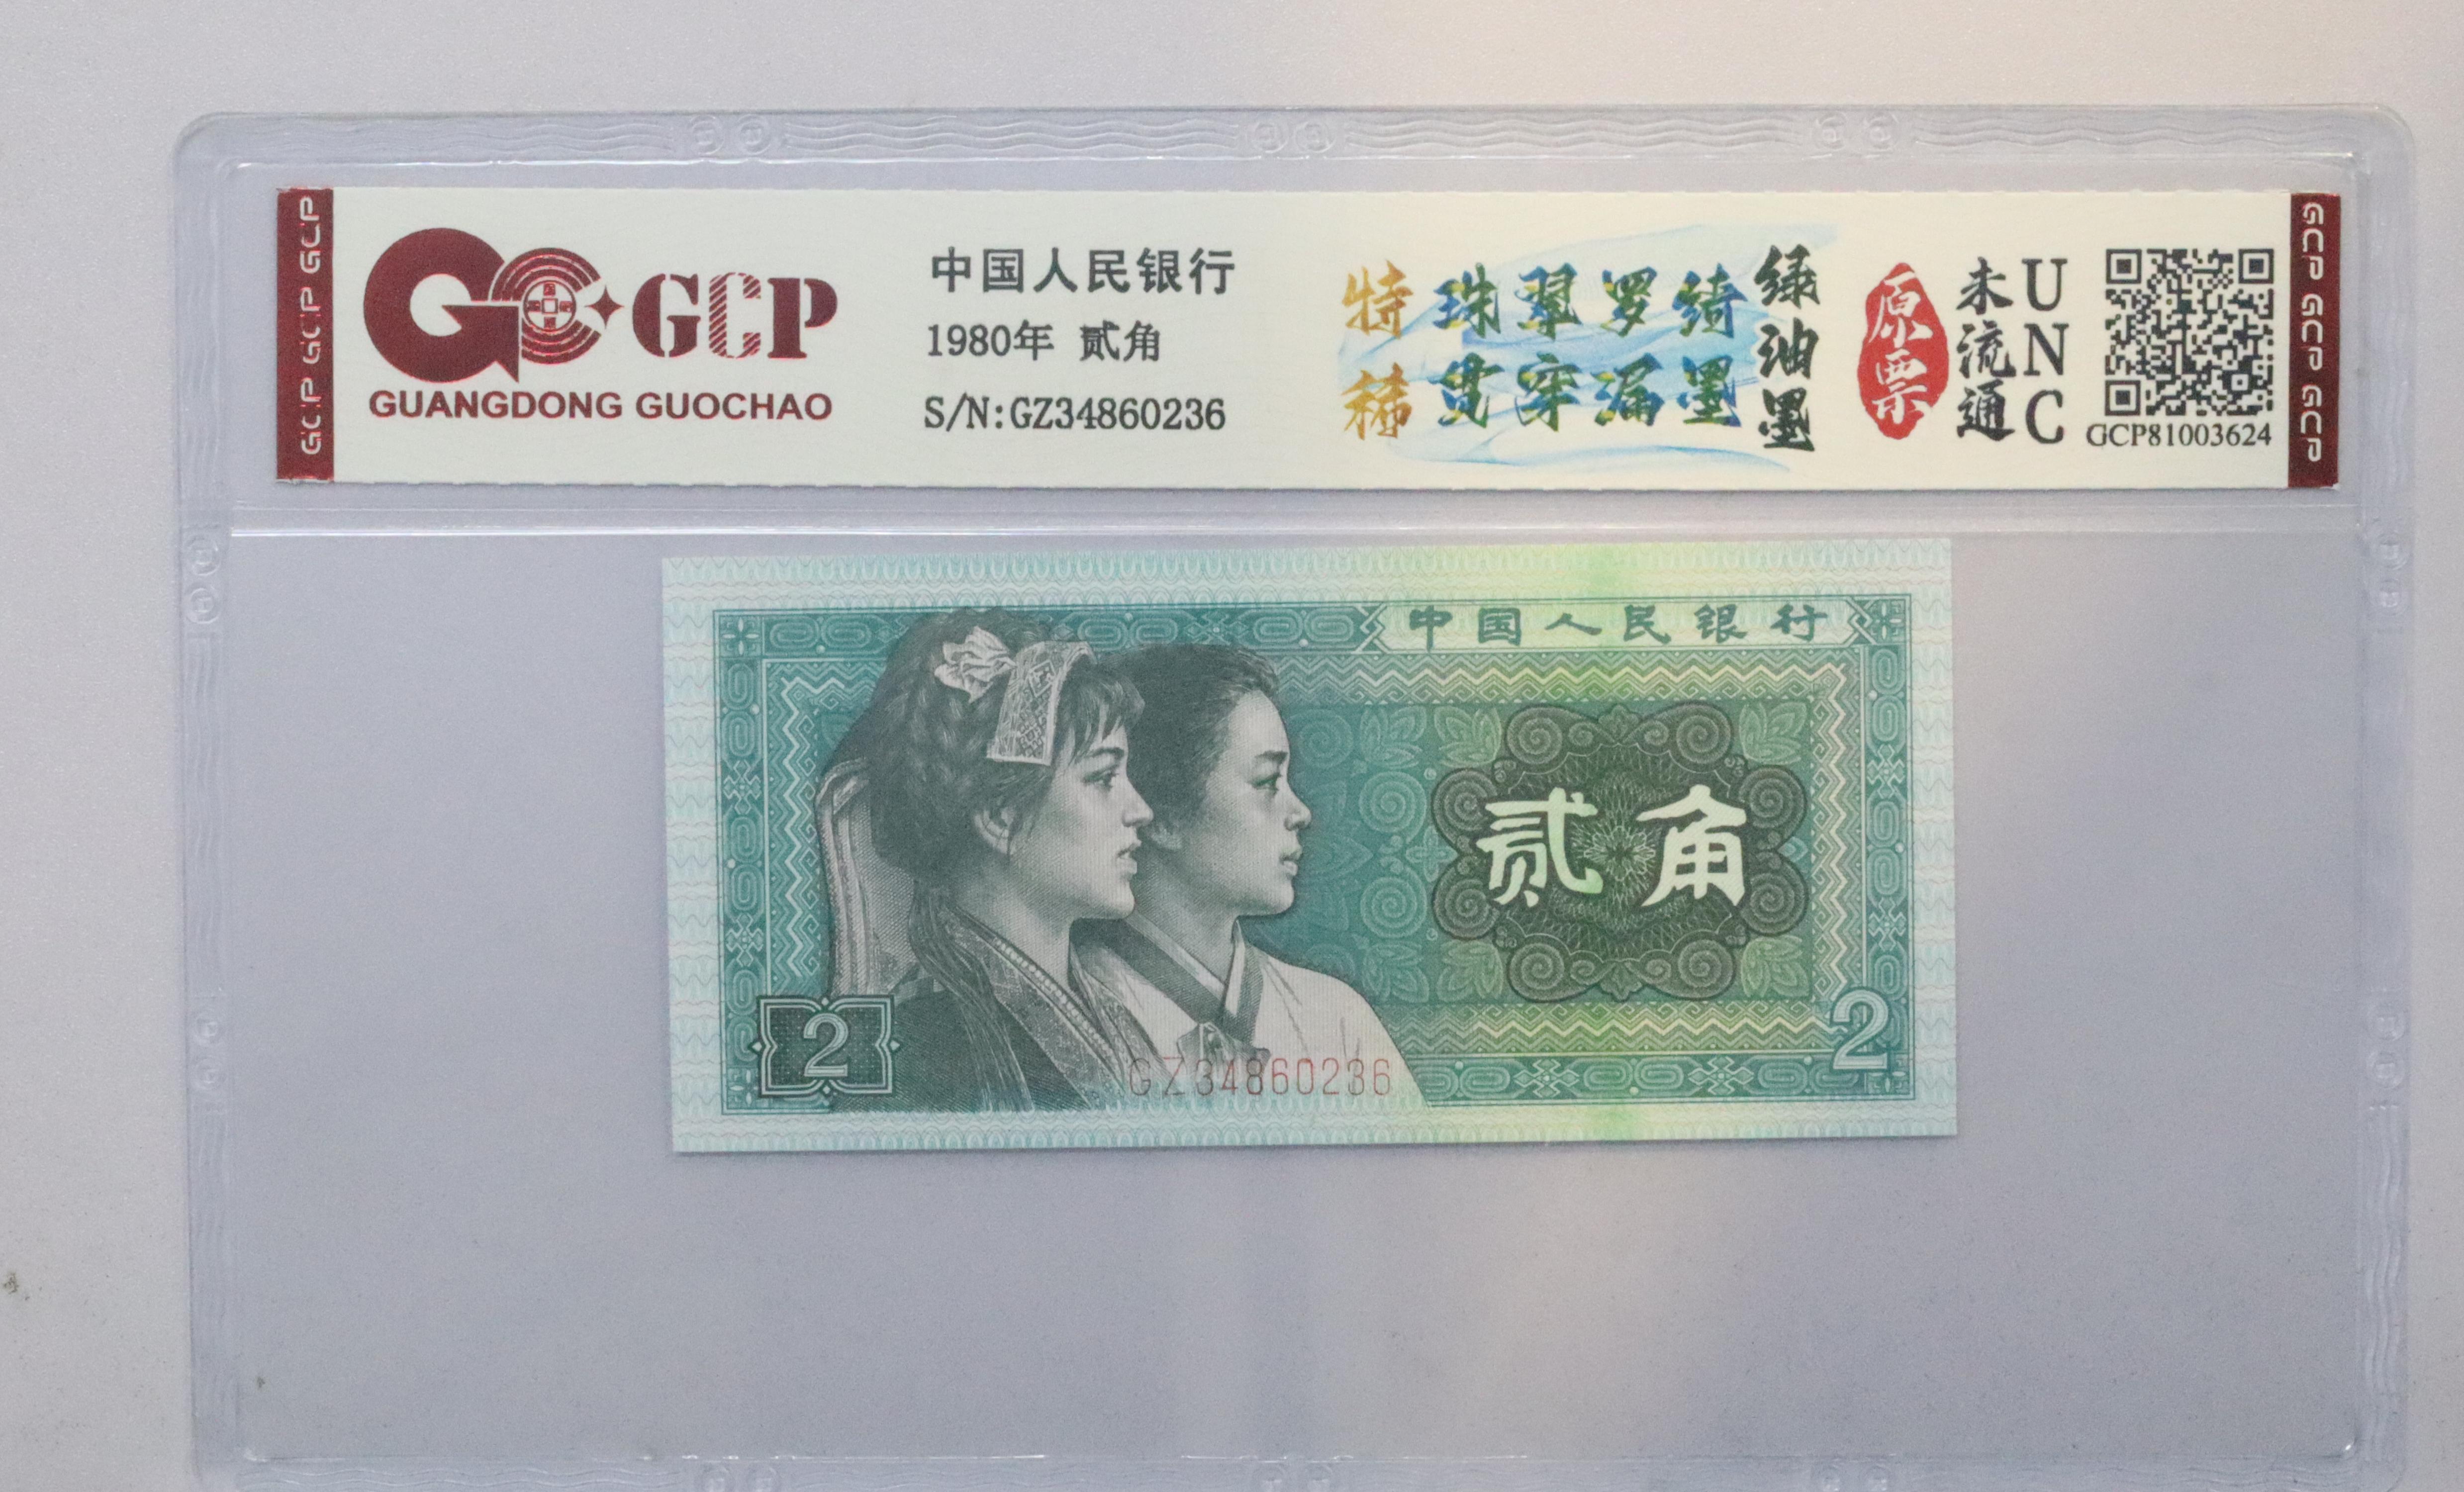 GCP GCP GCP
GCP
GUANGDONG GUOCHAO
中国人民银行
1980年 贰角
S/N:GZ34860236
特稀
珠翠罗绮
贯穿漏墨
绿油墨
原票
未流通
UNC
GCP81003624
GCP GCP GCP
中国人民银行
贰角
2
2
GZ34860236